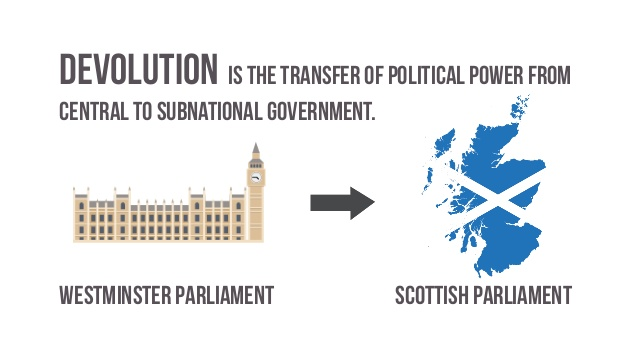 DEVOLUTION IS THE TRANSFER OF POLITICAL POWER FROM
CENTRAL TO SUBNATIONAL GOVERNMENT.
WESTMINSTER PARLIAMENT
SCOTTISH PARLIAMENT